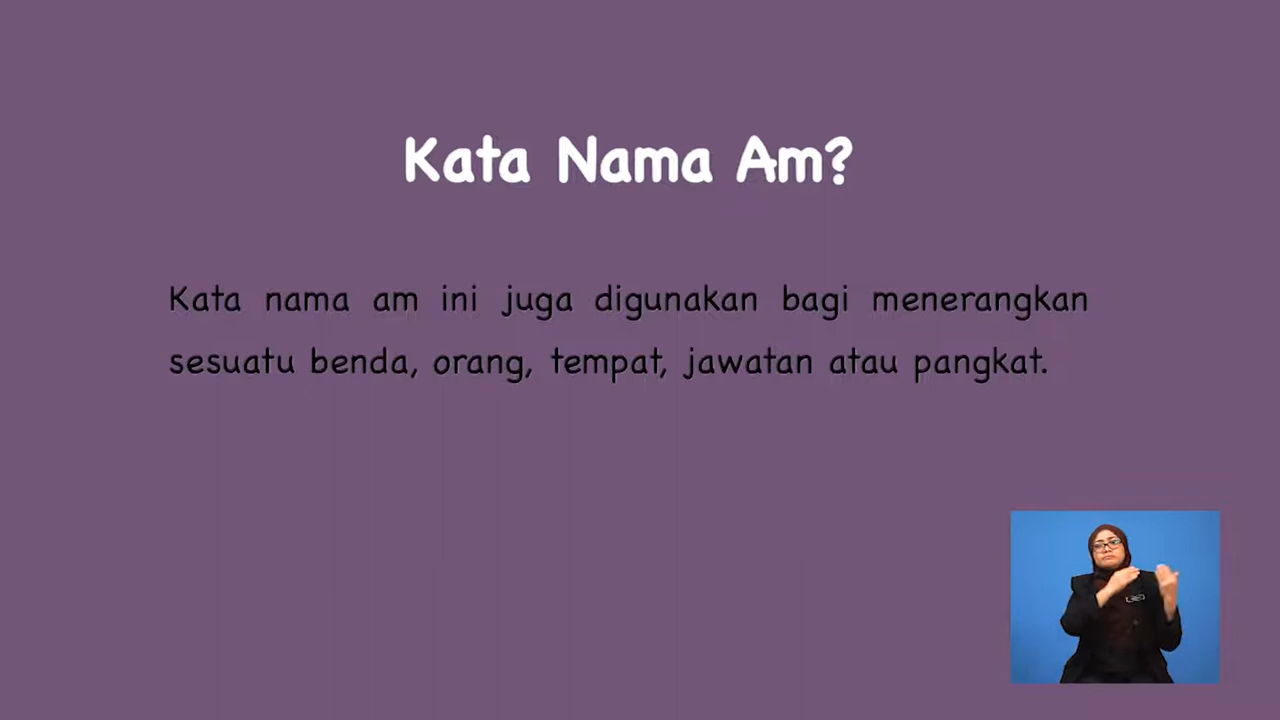 Kata Nama Am?
Kata nama am ini juga digunakan bagi menerangkan
sesuatu benda, orang, tempat, jawatan atau pangkat.